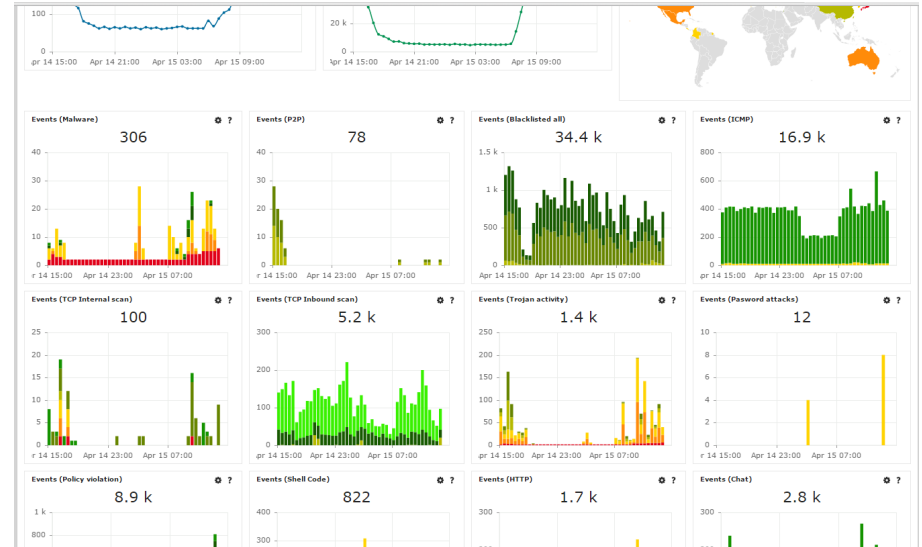 100
20 k
0
0
Apr 14 21:00 Apr 15 03:00 Apr 15 09:00
Apr 14 21:00 Apr 15 03:00 Apr 15 09:00
Events (Malware) ?
306
40
30
20
10
0
r 14 15:00 Apr 14 23:00 Apr 15 07:00
Events (P2P) ?
78
40
30
20
10
0
r 14 15:00 Apr 14 23:00 Apr 15 07:00
Events (Blacklisted all) ?
34.4 k
1.5 k
1 k
500
0
Apr 14 15:00 Apr 14 23:00 Apr 15 07:00
Events (ICMP) ?
16.9 k
800
600
400
200
0
pr 14 15:00 Apr 14 23:00 Apr 15 07:00
Events (TCP Internal scan) ?
100
25
20
15
10
5
0
r 14 15:00 Apr 14 23:00 Apr 15 07:00
Events (TCP Inbound scan) ?
5.2 k
300
200
100
0
pr 14 15:00 Apr 14 23:00 Apr 15 07:00
Events (Trojan activity) ?
1.4 k
250
200
150
100
50
0
r 14 15:00 Apr 14 23:00 Apr 15 07:00
Events (Pasword attacks) ?
12
10
8
6
4
2
0
r 14 15:00 Apr 14 23:00 Apr 15 07:00
Events (Policy violation) ?
8.9 k
1 k
800
Events (Shell Code) ?
822
400
300
Events (HTTP) ?
1.7 k
300
Events (Chat) ?
2.8 k
300